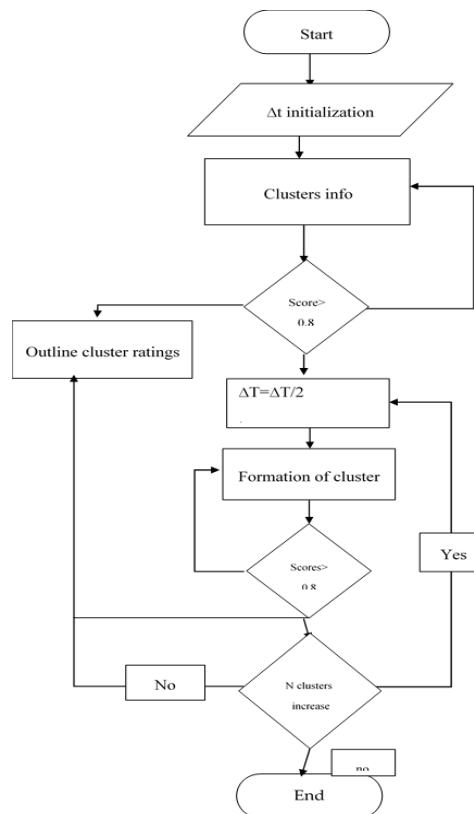 Start
Δt initialization
Clusters info
Score>
0.8
Outline cluster ratings
ΔT=ΔT/2
Formation of cluster
Scores>
0.8
Yes
No
N clusters
increase
no
End